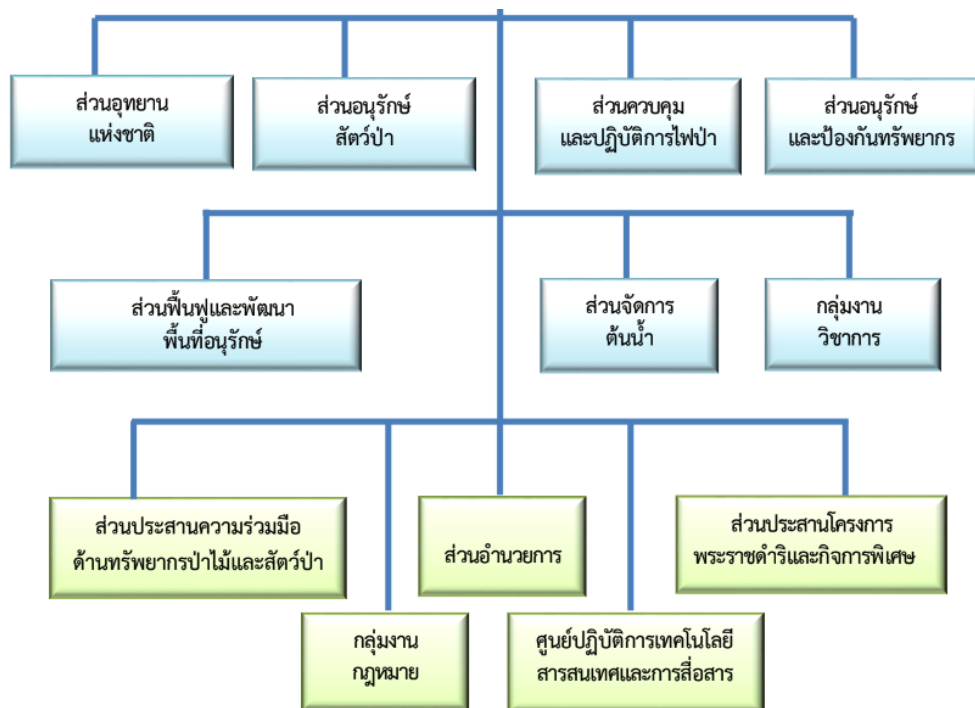 ส่วนอุทยาน
แห่งชาติ
ส่วนอนุรักษ์
สัตว์ป่า
ส่วนควบคุม
และปฏิบัติการไฟป่า
ส่วนอนุรักษ์
และป้องกันทรัพยากร
ส่วนฟื้นฟูและพัฒนา
พื้นที่อนุรักษ์
ส่วนจัดการ
ต้นน้ำ
กลุ่มงาน
วิชาการ
ส่วนประสานความร่วมมือ
ด้านทรัพยากรป่าไม้และสัตว์ป่า
ส่วนอำนวยการ
ส่วนประสานโครงการ
พระราชดำริและกิจการพิเศษ
กลุ่มงาน
กฎหมาย
ศูนย์ปฏิบัติการเทคโนโลยี
สารสนเทศและการสื่อสาร